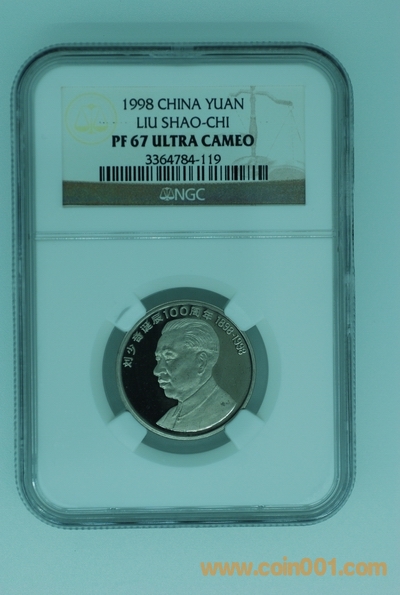 1998 CHINA YUAN
LIU SHAO-CHI
PF 67 ULTRA CAMEO
3364784-119
NGC
刘少奇诞辰100周年 1898-1998
www.coin001.com